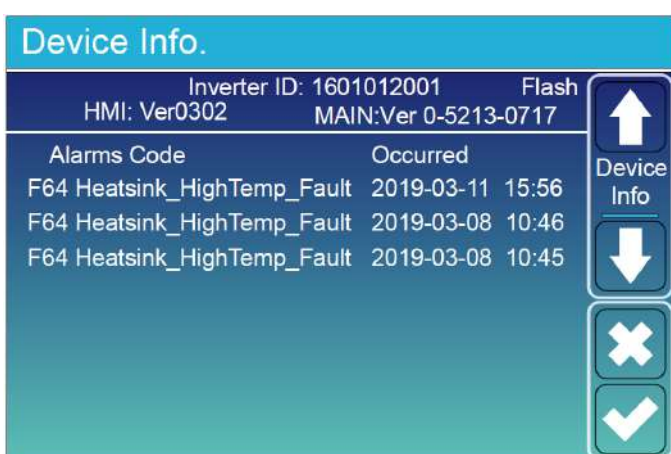 Device Info.
Inverter ID: 1601012001 Flash
HMI: Ver0302 MAIN:Ver 0-5213-0717
Alarms Code Occurred
F64 Heatsink_HighTemp_Fault 2019-03-11 15:56
F64 Heatsink_HighTemp_Fault 2019-03-08 10:46
F64 Heatsink_HighTemp_Fault 2019-03-08 10:45
Device
Info